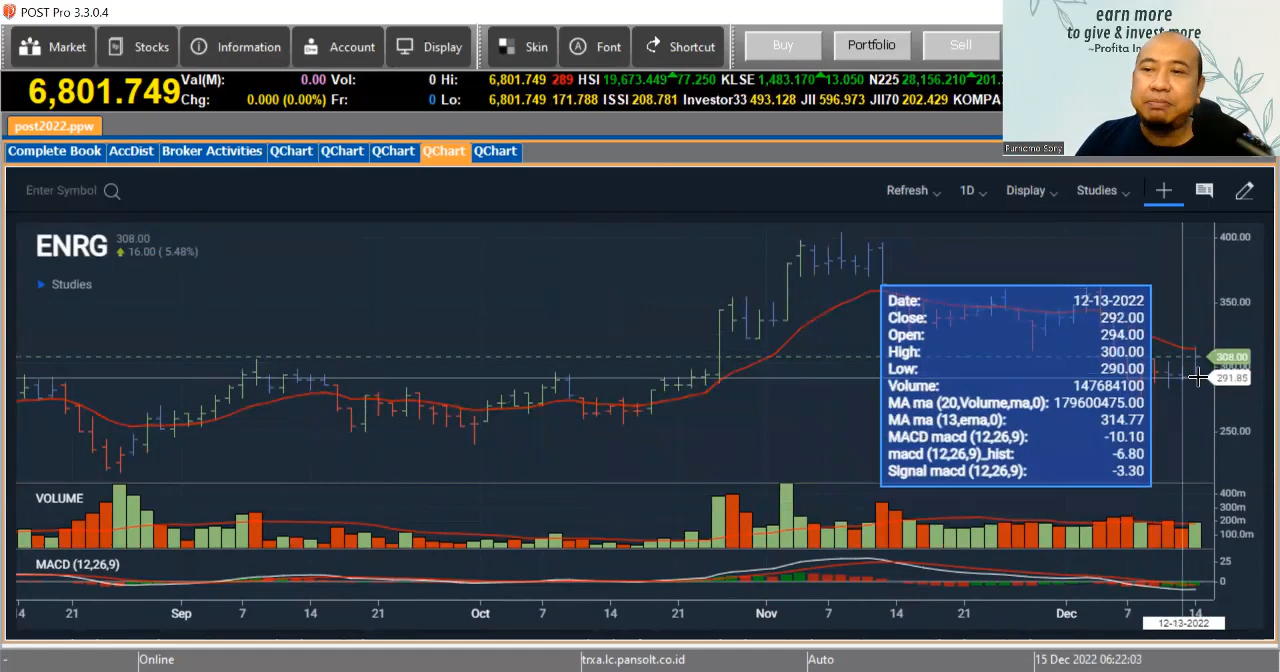 POST Pro 3.3.0.4
earn more
to give & invest more
~Profita In
Market Stocks Information Account Display Skin Font Shortcut Buy Portfolio Sell
6,801.749
Val(M): 0.00 Vol: 0 Hi: 6,801.749 289 HSI 19,673.449 77.250 KLSE 1,483.170 13.050 N225 28,156.210 201.
Chg: 0.000 (0.00%) Fr: 0 Lo: 6,801.749 171.788 ISSI 208.781 Investor33 493.128 JII 596.973 JII70 202.429 KOMPA
post2022.ppw
Purnomo Sony
Complete Book AccDist Broker Activities QChart QChart QChart QChart QChart
Enter Symbol Refresh 1D Display Studies
ENRG
308.00
16.00 ( 5.48%)
Studies
400.00
350.00
308.00
291.85
250.00
Date: 12-13-2022
Close: 292.00
Open: 294.00
High: 300.00
Low: 290.00
Volume: 147684100
MA ma (20,Volume,ma,0): 179600475.00
MA ma (13,ema,0): 314.77
MACD macd (12,26,9): -10.10
macd (12,26,9)_hist: -6.80
Signal macd (12,26,9): -3.30
VOLUME
400m
300m
200m
100.0m
MACD (12,26,9)
25
0
14 21 Sep 7 14 21 Oct 7 14 21 Nov 7 14 21 Dec 7 14
12-13-2022
- Online trxa.lc.pansolt.co.id Auto 15 Dec 2022 06:22:03